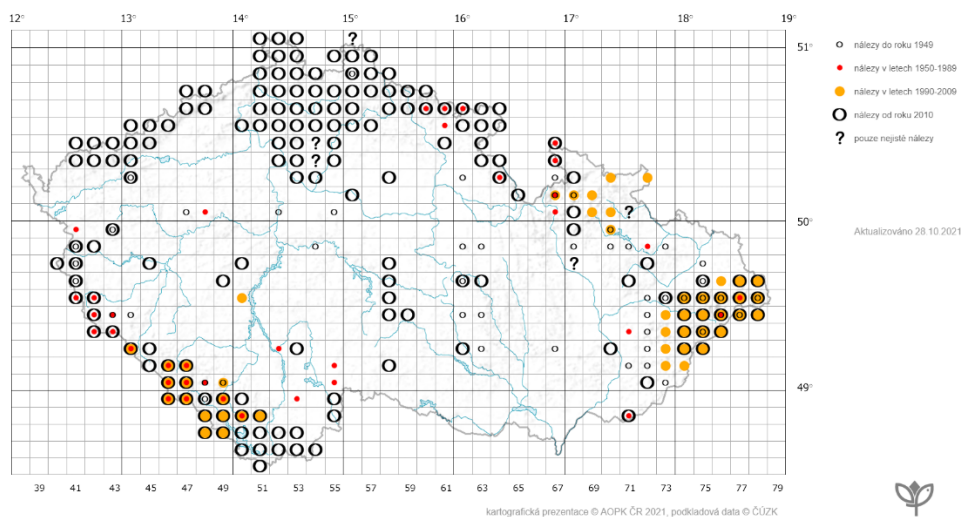 12° 13° 14° 15° 16° 17° 18° 19°
51°
50°
49°
nálezy do roku 1949
nálezy v letech 1950-1989
nálezy v letech 1990-2009
nálezy od roku 2010
? pouze nejisté nálezy
Aktualizováno 28.10.2021
? ? ? ? ?
39 41 43 45 47 49 51 53 55 57 59 61 63 65 67 69 71 73 75 77 79
kartografická prezentace © AOPK ČR 2021, podkladová data © ČÚZK